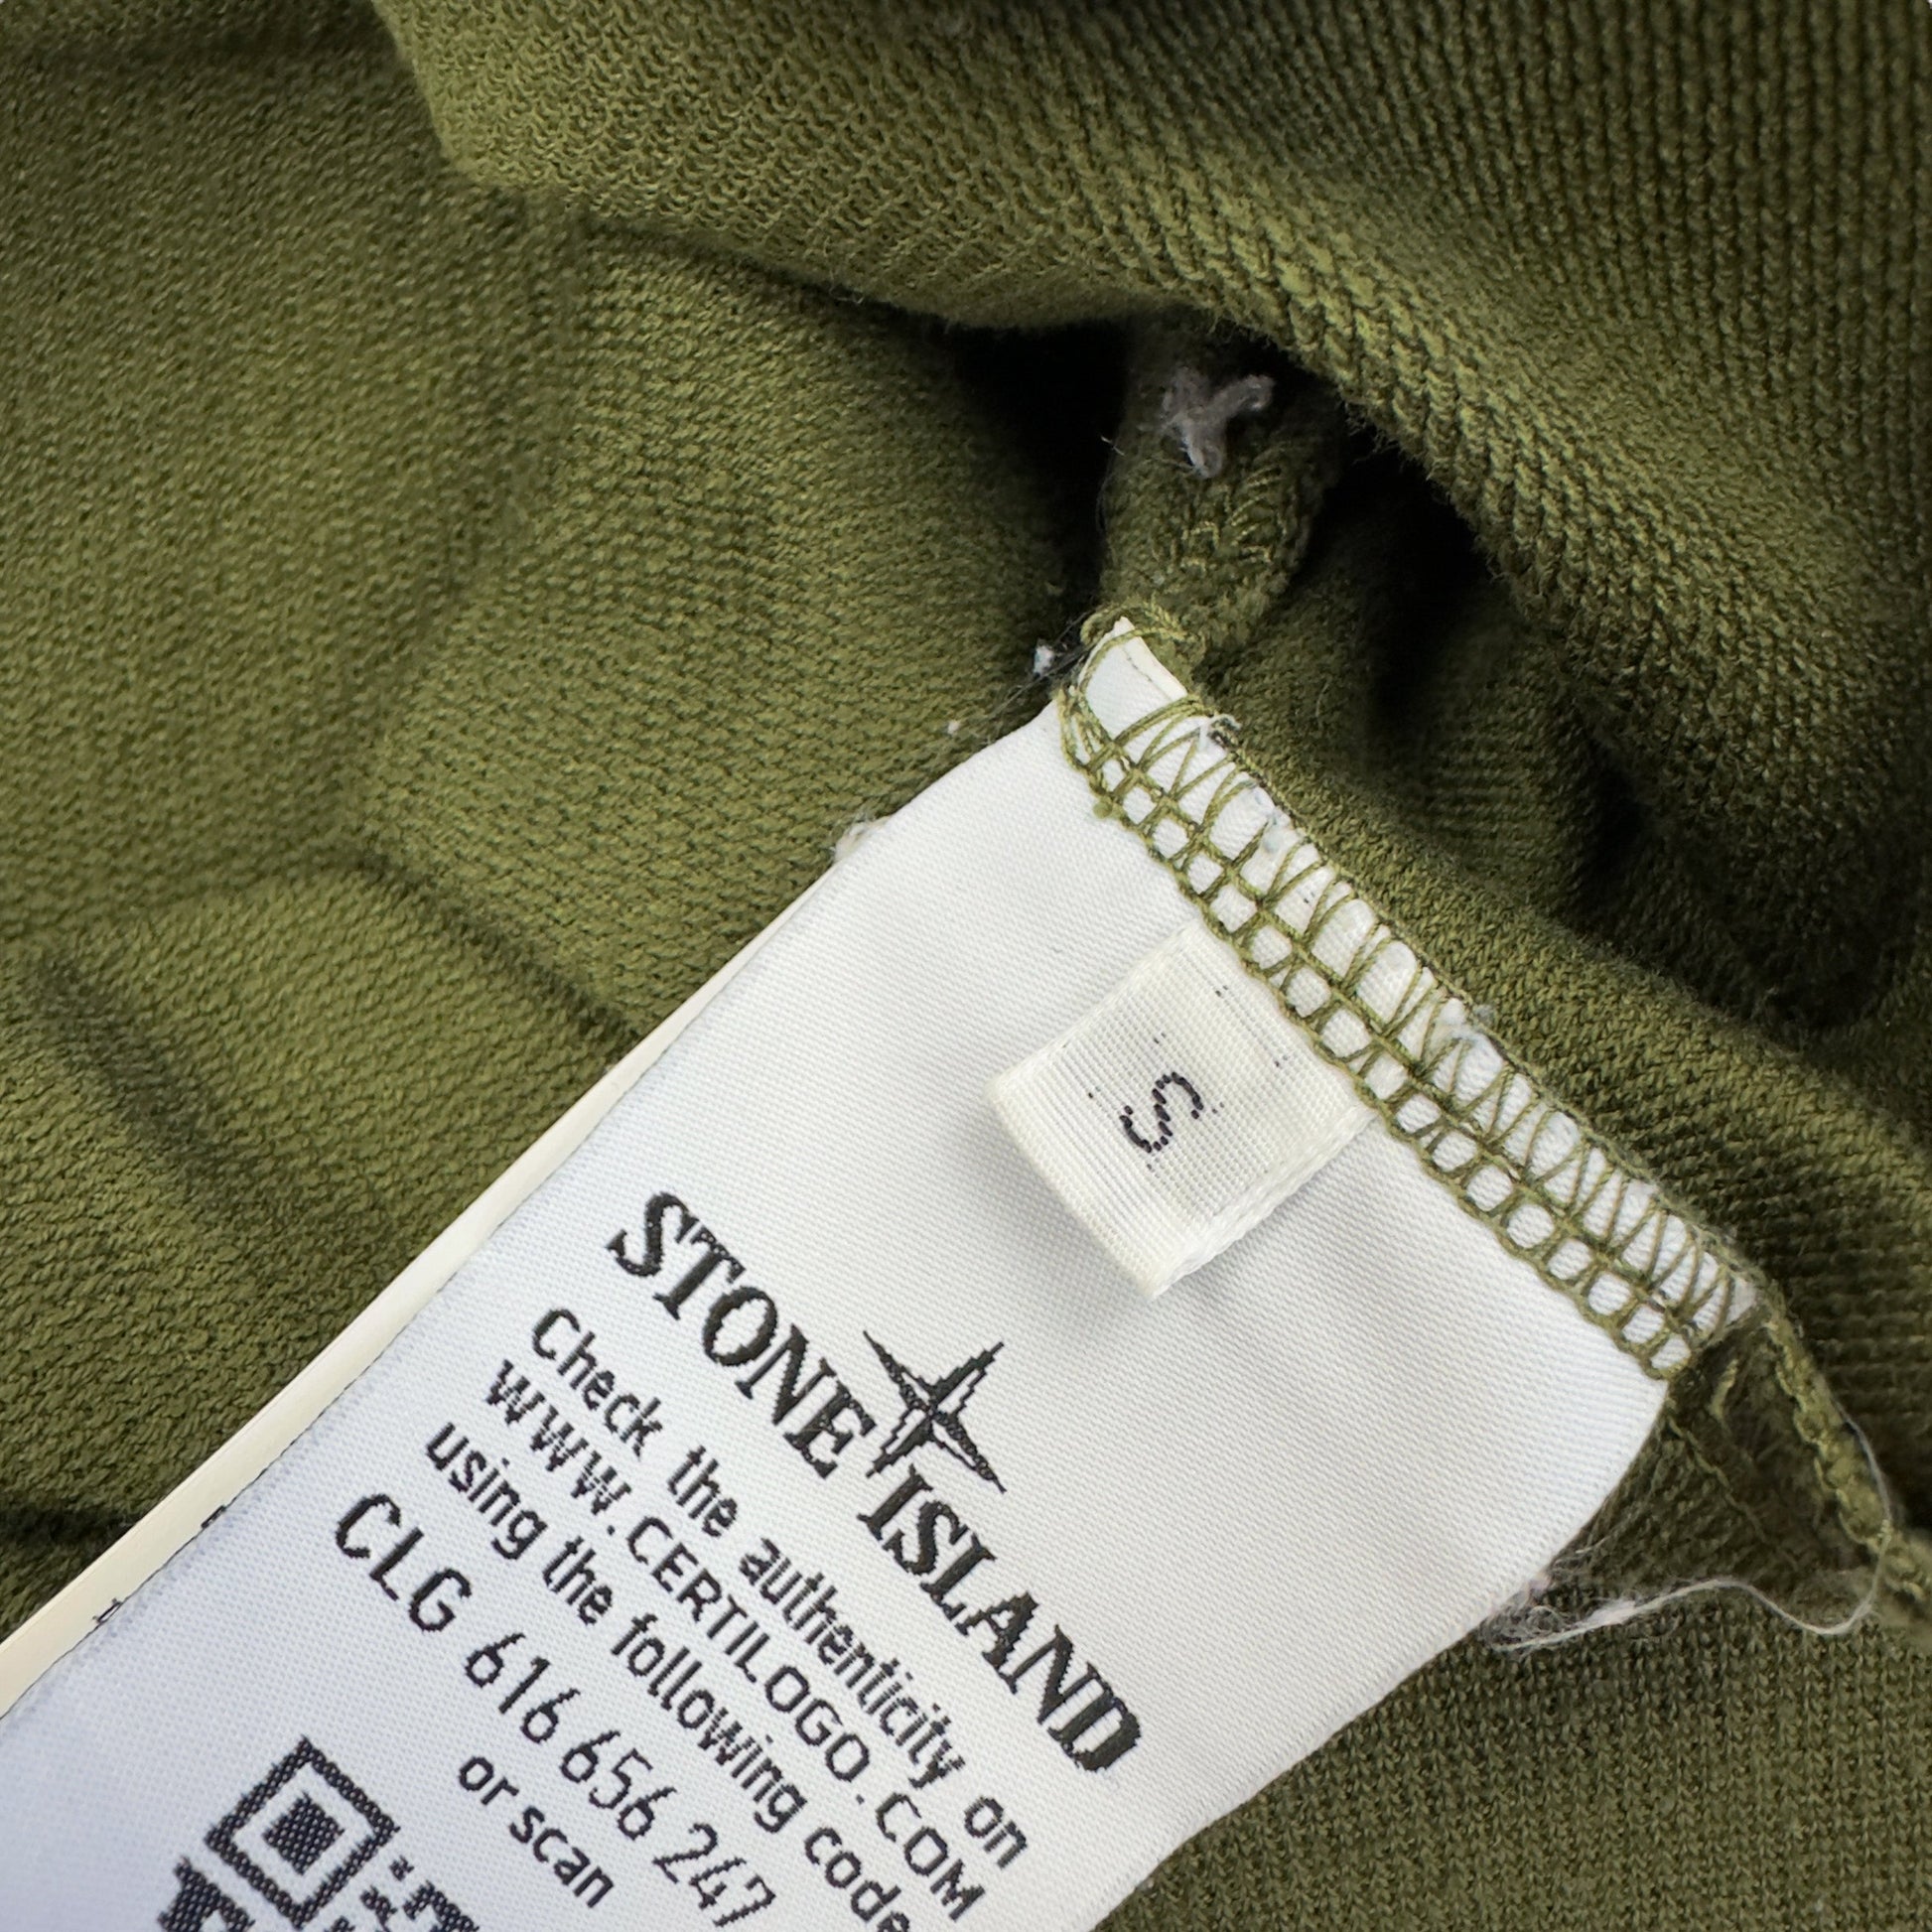 S
STONE ISLAND
Check the authenticity on
WWW.CERTILOGO.COM
using the following code
CLG 616 656 247
or scan